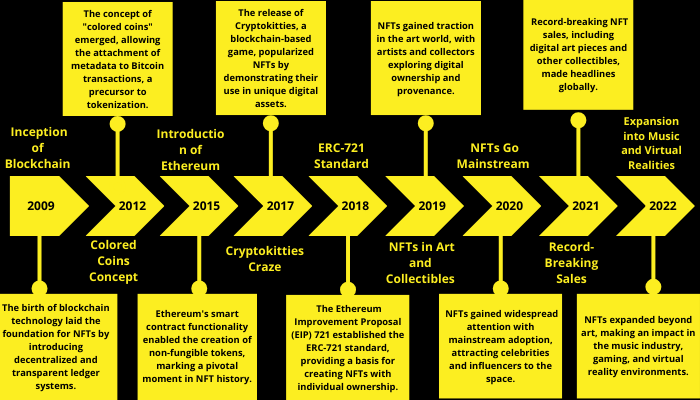 The concept of
"colored coins"
emerged, allowing
the attachment of
metadata to Bitcoin
transactions, a
precursor to
tokenization.
The release of
Cryptokitties, a
blockchain-based
game, popularized
NFTs by
demonstrating their
use in unique digital
assets.
NFTs gained traction
in the art world, with
artists and collectors
exploring digital
ownership and
provenance.
Record-breaking NFT
sales, including
digital art pieces and
other collectibles,
made headlines
globally.
Inception
of
Blockchain
Introductio
n of
Ethereum
ERC-721
Standard
NFTs Go
Mainstream
Expansion
into Music
and Virtual
Realities
2009
2012
2015
2017
2018
2019
2020
2021
2022
Colored
Coins
Concept
Cryptokitties
Craze
NFTs in Art
and
Collectibles
Record-
Breaking
Sales
The birth of blockchain
technology laid the
foundation for NFTs by
introducing
decentralized and
transparent ledger
systems.
Ethereum's smart
contract functionality
enabled the creation of
non-fungible tokens,
marking a pivotal
moment in NFT history.
The Ethereum
Improvement Proposal
(EIP) 721 established the
ERC-721 standard,
providing a basis for
creating NFTs with
individual ownership.
NFTs gained widespread
attention with
mainstream adoption,
attracting celebrities
and influencers to the
space.
NFTs expanded beyond
art, making an impact in
the music industry,
gaming, and virtual
reality environments.